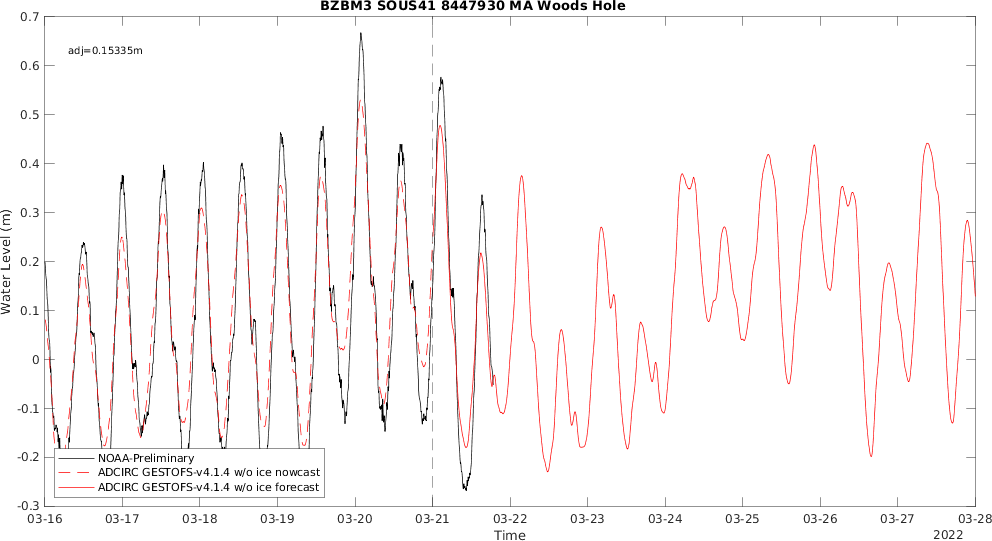 BZBM3 SOUS41 8447930 MA Woods Hole
adj=0.15335m
Water Level (m)
0.7
0.6
0.5
0.4
0.3
0.2
0.1
0
-0.1
-0.2
-0.3
NOAA-Preliminary
ADCIRC GESTOFS-v4.1.4 w/o ice nowcast
ADCIRC GESTOFS-v4.1.4 w/o ice forecast
03-16 03-17 03-18 03-19 03-20 03-21 03-22 03-23 03-24 03-25 03-26 03-27 03-28
Time
2022